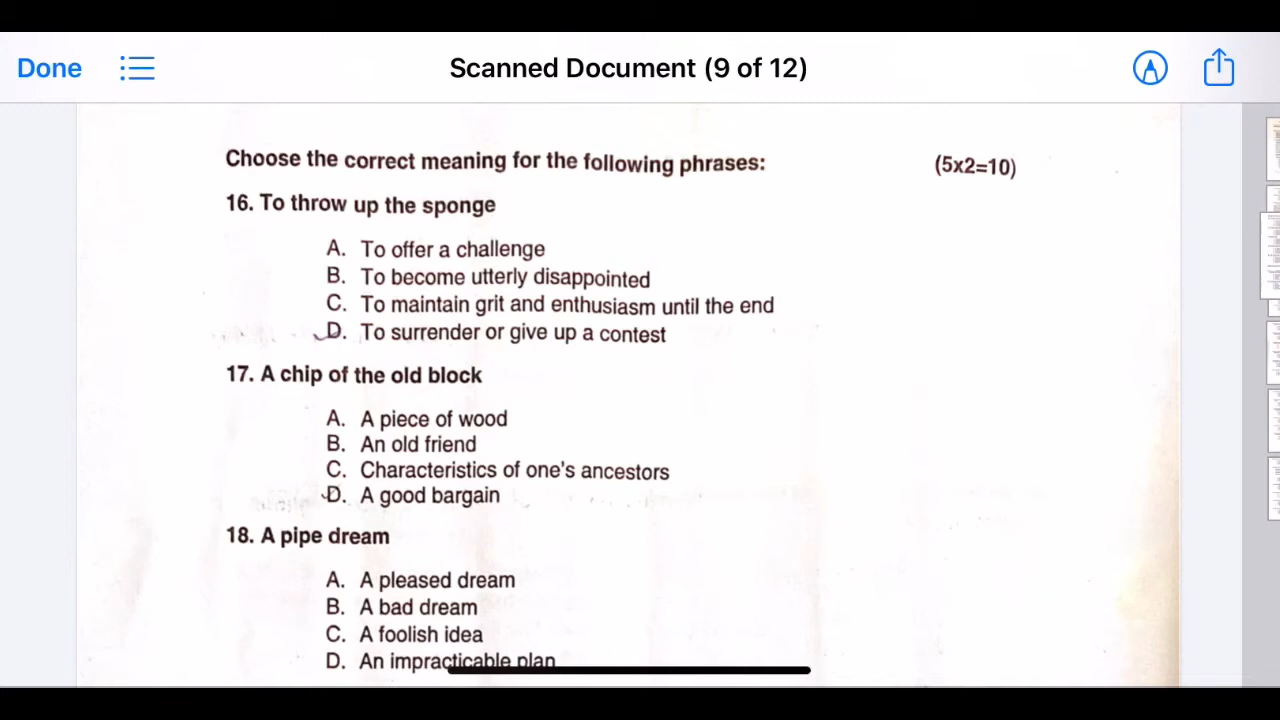 Done
Scanned Document (9 of 12)
Choose the correct meaning for the following phrases: (5x2=10)
16. To throw up the sponge
A. To offer a challenge
B. To become utterly disappointed
C. To maintain grit and enthusiasm until the end
D. To surrender or give up a contest
17. A chip of the old block
A. A piece of wood
B. An old friend
C. Characteristics of one's ancestors
D. A good bargain
18. A pipe dream
A. A pleased dream
B. A bad dream
C. A foolish idea
D. An impracticable plan